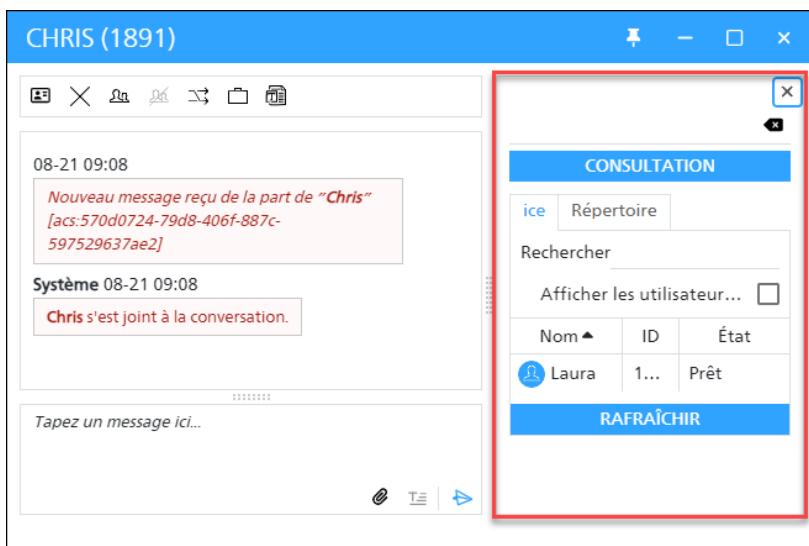 CHRIS (1891)
08-21 09:08
Nouveau message reçu de la part de "Chris"
[acs:570d0724-79d8-406f-887c-
597529637ae2]
Système 08-21 09:08
Chris s'est joint à la conversation.
Tapez un message ici...
CONSULTATION
ice Répertoire
Rechercher
Afficher les utilisateur...
Nom ID État
Laura 1... Prêt
RAFRAÎCHIR